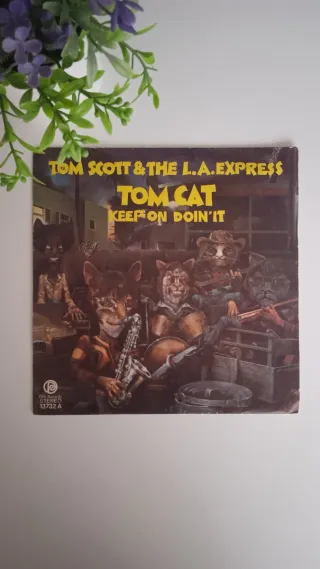 TOM SCOTT & THE L.A. EXPRESS
TOM CAT
KEEP ON DOIN' IT
STEREO
13732 A